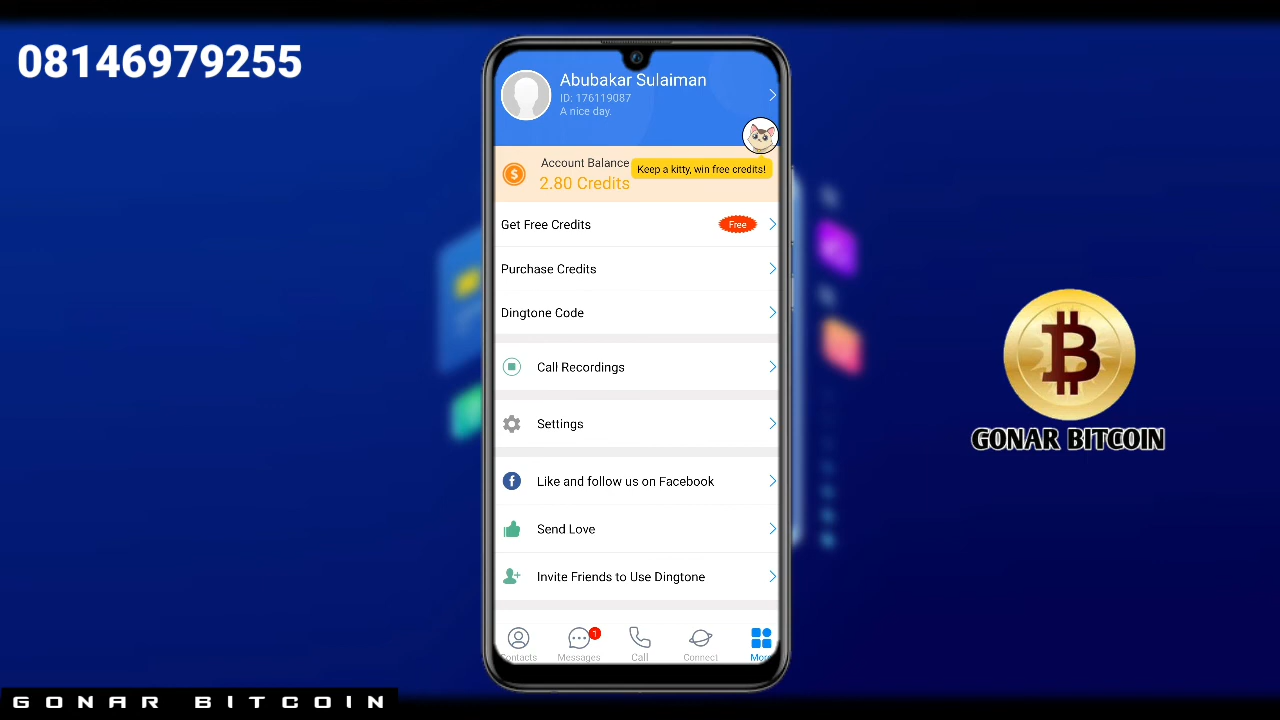 08146979255
Abubakar Sulaiman
ID: 176119087
A nice day.
Account Balance
Keep a kitty, win free credits!
2.80 Credits
Get Free Credits
Free
Purchase Credits
Dingtone Code
Call Recordings
Settings
Like and follow us on Facebook
Send Love
Invite Friends to Use Dingtone
1
Contacts Messages Call Connect More
GONAR BITCOIN
GONAR BITCOIN